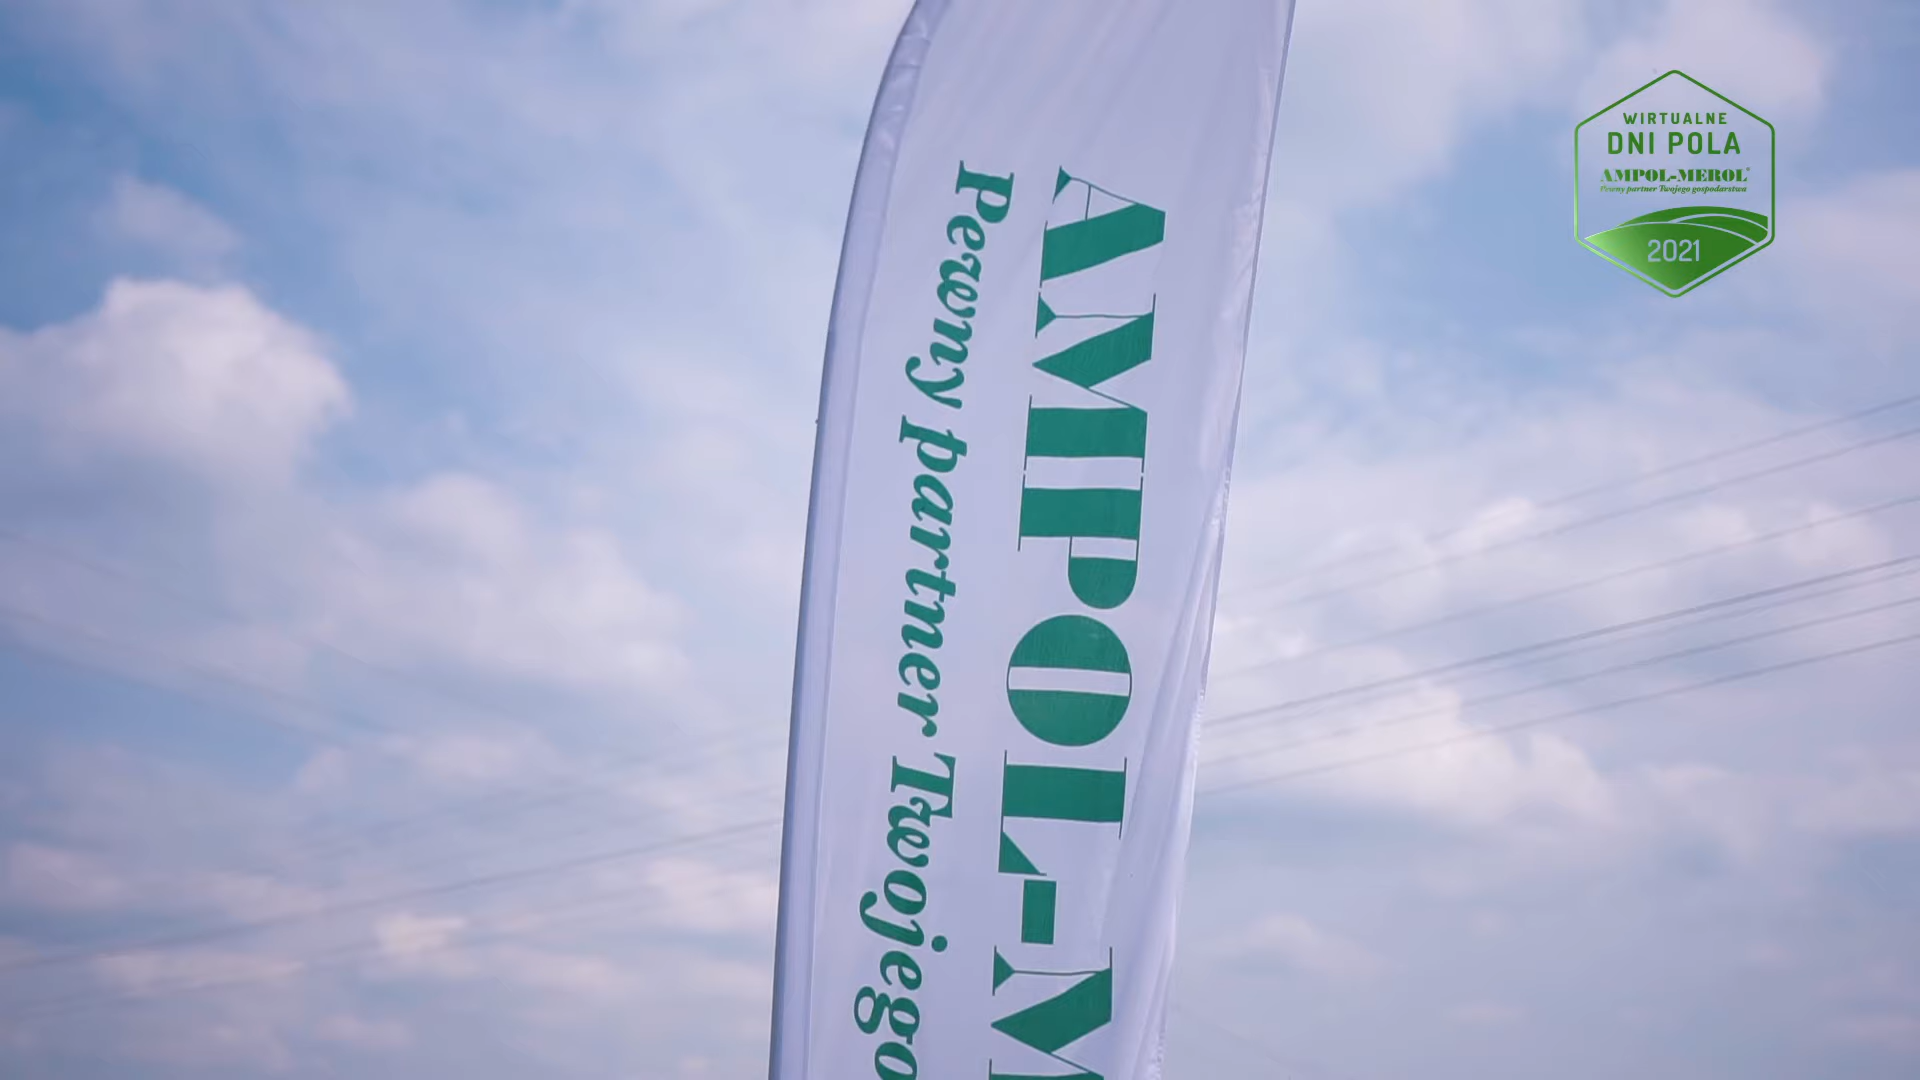 AMPOL-M
Pewny partner Twojego
WIRTUALNE
DNI POLA
AMPOL-MEROL®
Pewny partner Twojego gospodarstwa
2021